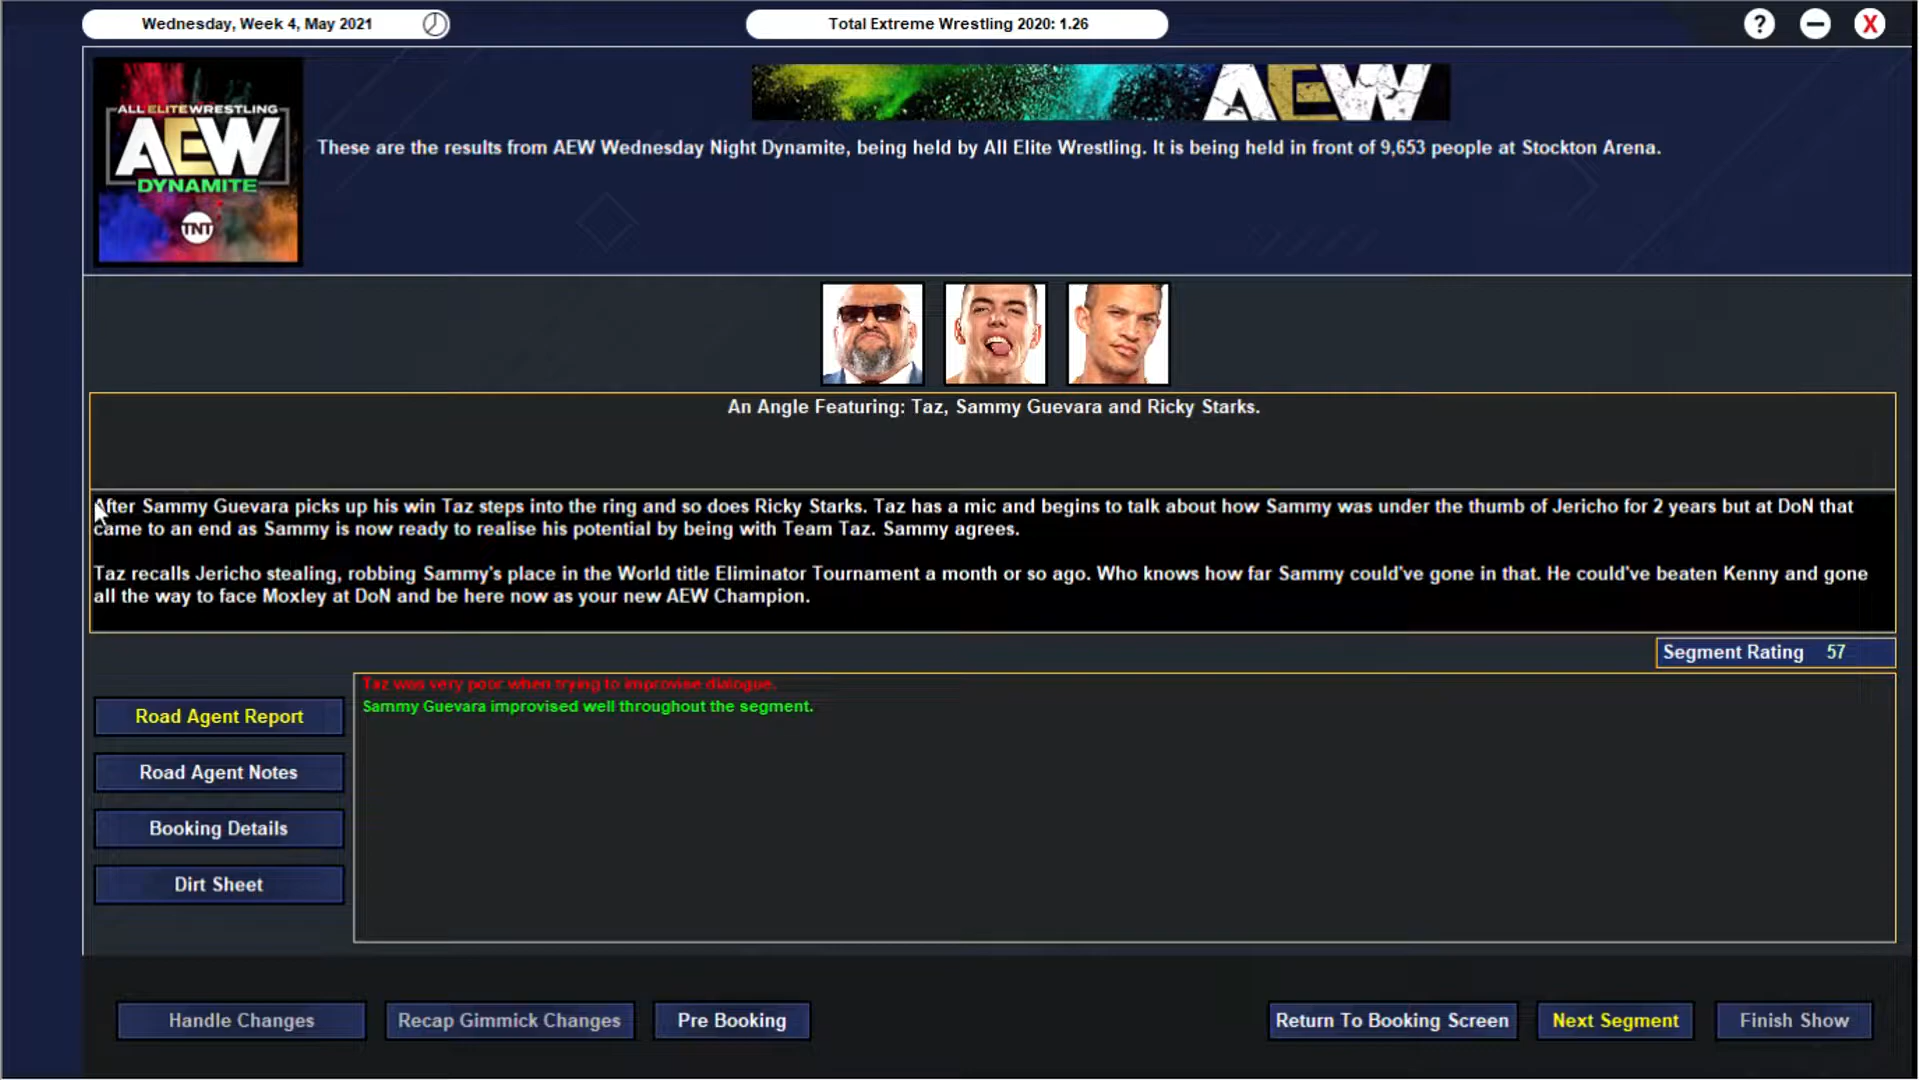 Wednesday, Week 4, May 2021
Total Extreme Wrestling 2020: 1.26
?
X
AEW
ALL ELITE WRESTLING
AEW
DYNAMITE
TNT
These are the results from AEW Wednesday Night Dynamite, being held by All Elite Wrestling. It is being held in front of 9,653 people at Stockton Arena.
An Angle Featuring: Taz, Sammy Guevara and Ricky Starks.
After Sammy Guevara picks up his win Taz steps into the ring and so does Ricky Starks. Taz has a mic and begins to talk about how Sammy was under the thumb of Jericho for 2 years but at DoN that
came to an end as Sammy is now ready to realise his potential by being with Team Taz. Sammy agrees.
Taz recalls Jericho stealing, robbing Sammy's place in the World title Eliminator Tournament a month or so ago. Who knows how far Sammy could've gone in that. He could've beaten Kenny and gone
all the way to face Moxley at DoN and be here now as your new AEW Champion.
Segment Rating 57
Taz was very poor when trying to improvise dialogue.
Sammy Guevara improvised well throughout the segment.
Road Agent Report
Road Agent Notes
Booking Details
Dirt Sheet
Handle Changes
Recap Gimmick Changes
Pre Booking
Return To Booking Screen
Next Segment
Finish Show